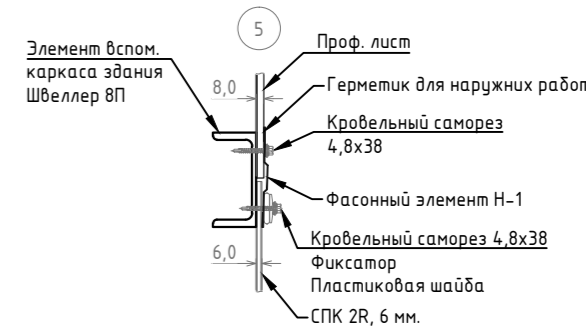 5
Элемент вспом.
каркаса здания
Швеллер 8П
Проф. лист
8,0
Герметик для наружних работ
Кровельный саморез
4,8х38
Фасонный элемент Н-1
Кровельный саморез 4,8х38
Фиксатор
Пластиковая шайба
6,0
СПК 2R, 6 мм.